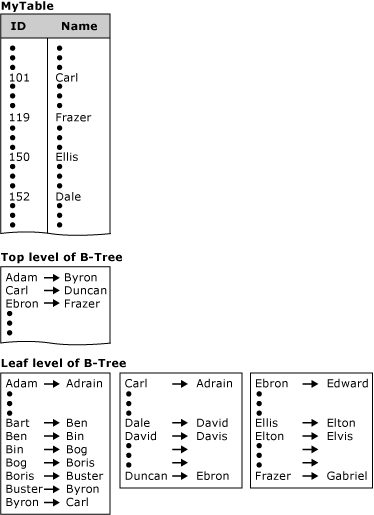 MyTable
ID Name
101 Carl
119 Frazer
150 Ellis
152 Dale
Top level of B-Tree
Adam → Byron
Carl → Duncan
Ebron → Frazer
Leaf level of B-Tree
Adam → Adrain
Bart → Ben
Ben → Bin
Bin → Bog
Bog → Boris
Boris → Buster
Buster → Byron
Byron → Carl
Carl → Adrain
Dale → David
David → Davis
→
→
Duncan → Ebron
Ebron → Edward
Ellis → Elton
Elton → Elvis
→
→
Frazer → Gabriel